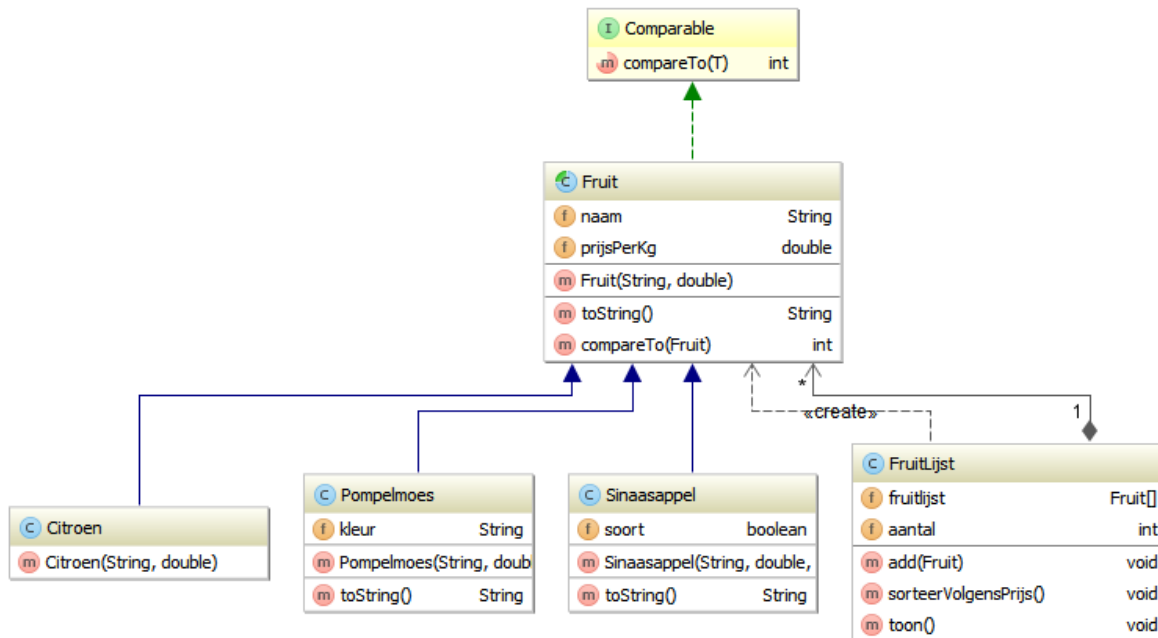 I Comparable
m compareTo(T) int
C Fruit
f naam String
f prijsPerKg double
m Fruit(String, double)
m toString() String
m compareTo(Fruit) int
*
«create»
1
C Citroen
m Citroen(String, double)
C Pompelmoes
f kleur String
m Pompelmoes(String, doubl
m toString() String
C Sinaasappel
f soort boolean
m Sinaasappel(String, double,
m toString() String
C FruitLijst
f fruitlijst Fruit[]
f aantal int
m add(Fruit) void
m sorteerVolgensPrijs() void
m toon() void